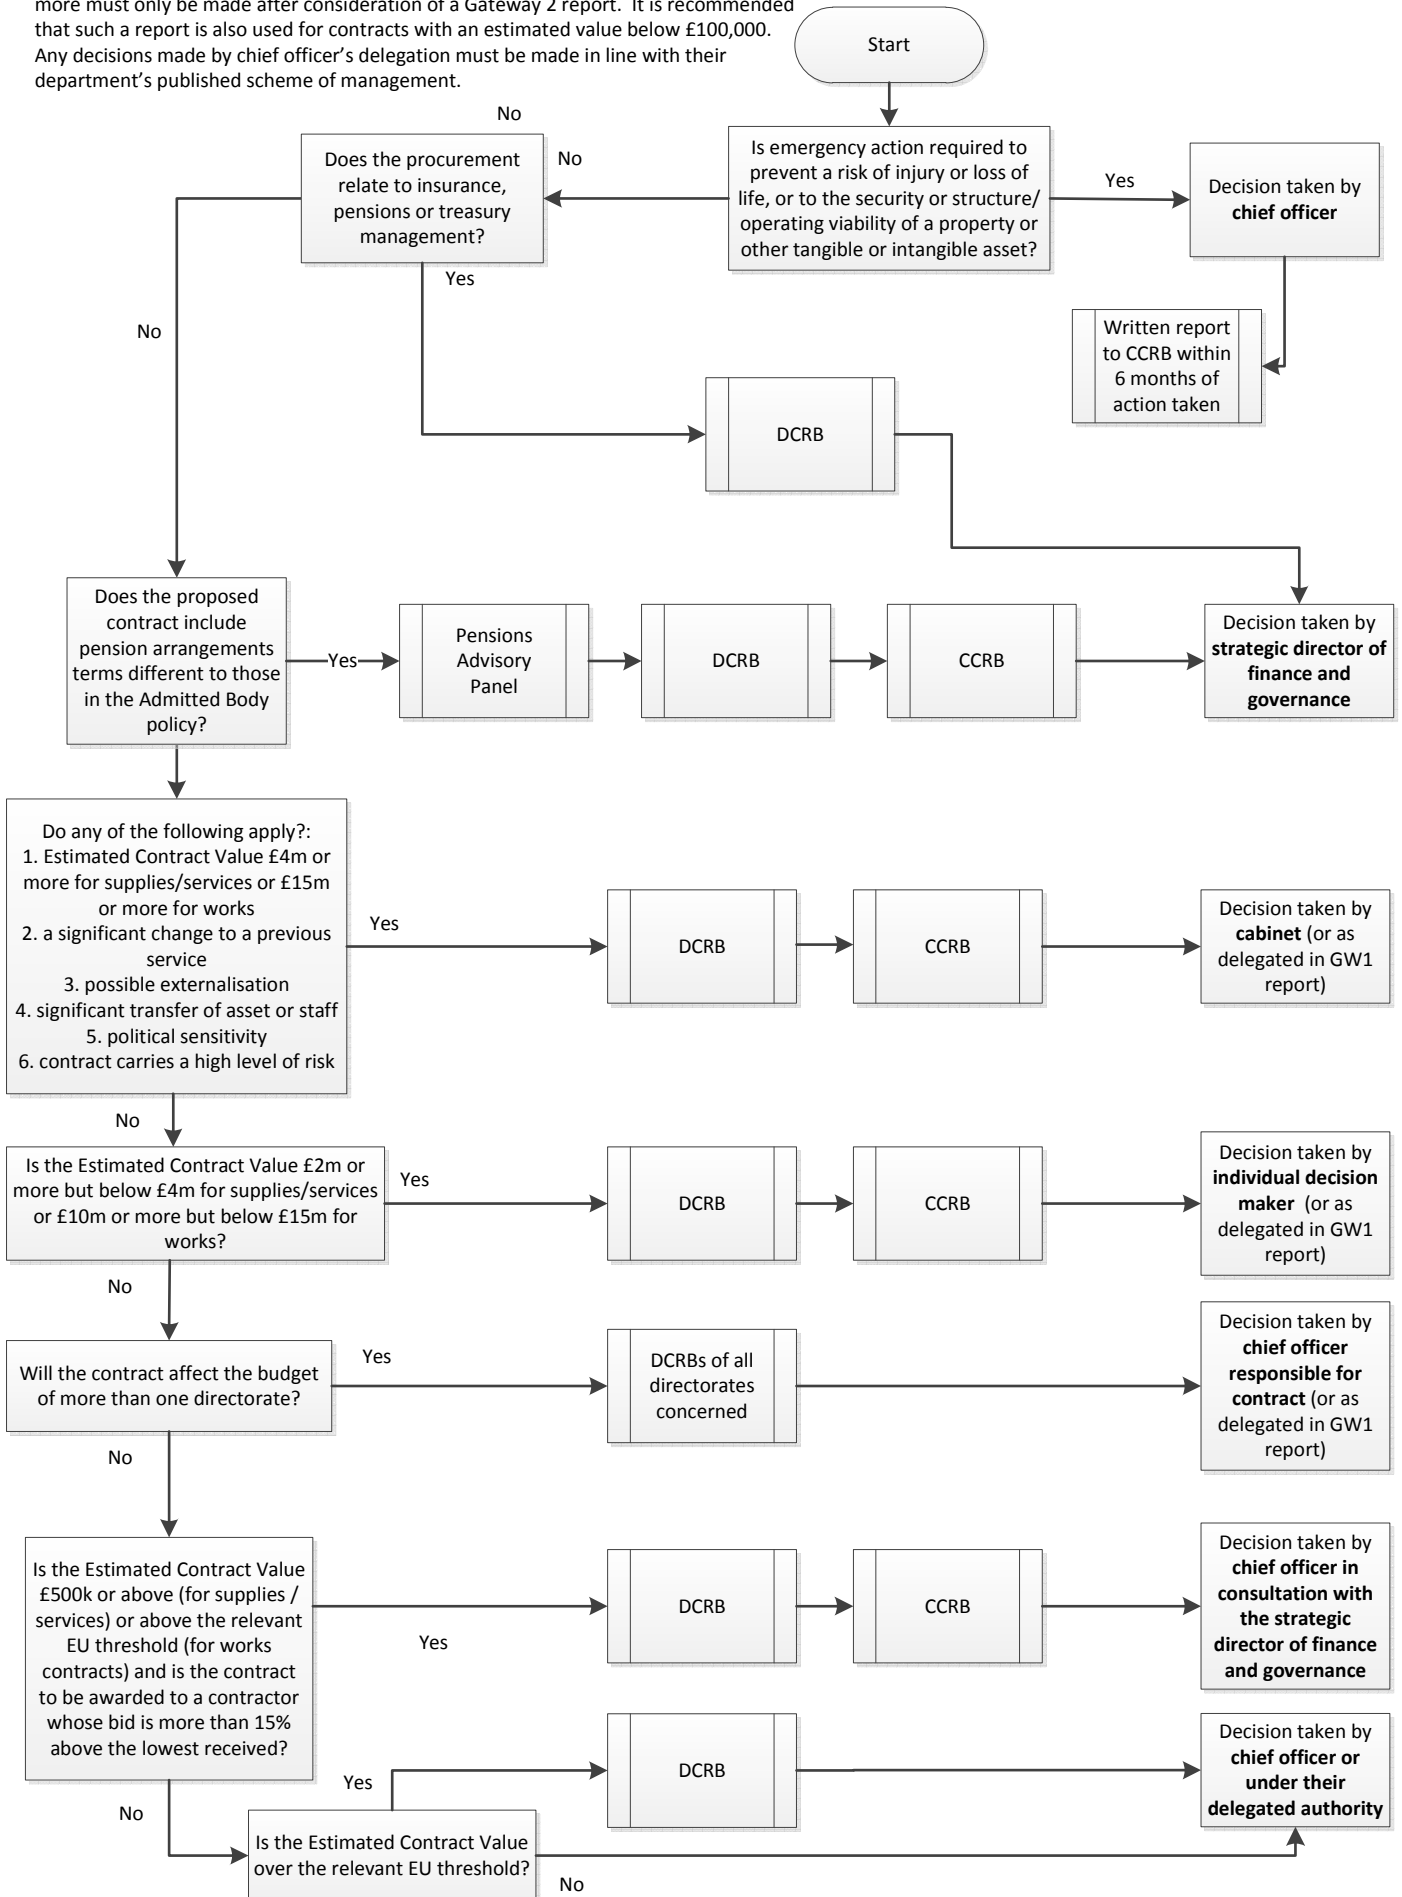 more must only be made after consideration of a Gateway 2 report.  It is recommended
that such a report is also used for contracts with an estimated value below £100,000.
Any decisions made by chief officer's delegation must be made in line with their
department's published scheme of management.
Start
No
Is emergency action required to
prevent a risk of injury or loss of
life, or to the security or structure/
operating viability of a property or
other tangible or intangible asset?
Yes
Decision taken by
chief officer
Written report
to CCRB within
6 months of
action taken
No
Does the procurement
relate to insurance,
pensions or treasury
management?
Yes
DCRB
No
Does the proposed
contract include
pension arrangements
terms different to those
in the Admitted Body
policy?
Yes
Pensions
Advisory
Panel
DCRB
CCRB
Decision taken by
strategic director of
finance and
governance
Do any of the following apply?:
1. Estimated Contract Value £4m or
more for supplies/services or £15m
or more for works
2. a significant change to a previous
service
3. possible externalisation
4. significant transfer of asset or staff
5. political sensitivity
6. contract carries a high level of risk
Yes
DCRB
CCRB
Decision taken by
cabinet (or as
delegated in GW1
report)
No
Is the Estimated Contract Value £2m or
more but below £4m for supplies/services
or £10m or more but below £15m for
works?
Yes
DCRB
CCRB
Decision taken by
individual decision
maker  (or as
delegated in GW1
report)
No
Will the contract affect the budget
of more than one directorate?
Yes
DCRBs of all
directorates
concerned
Decision taken by
chief officer
responsible for
contract (or as
delegated in GW1
report)
No
Is the Estimated Contract Value
£500k or above (for supplies /
services) or above the relevant
EU threshold (for works
contracts) and is the contract
to be awarded to a contractor
whose bid is more than 15%
above the lowest received?
Yes
DCRB
CCRB
Decision taken by
chief officer in
consultation with
the strategic
director of finance
and governance
No
Is the Estimated Contract Value
over the relevant EU threshold?
Yes
DCRB
Decision taken by
chief officer or
under their
delegated authority
No